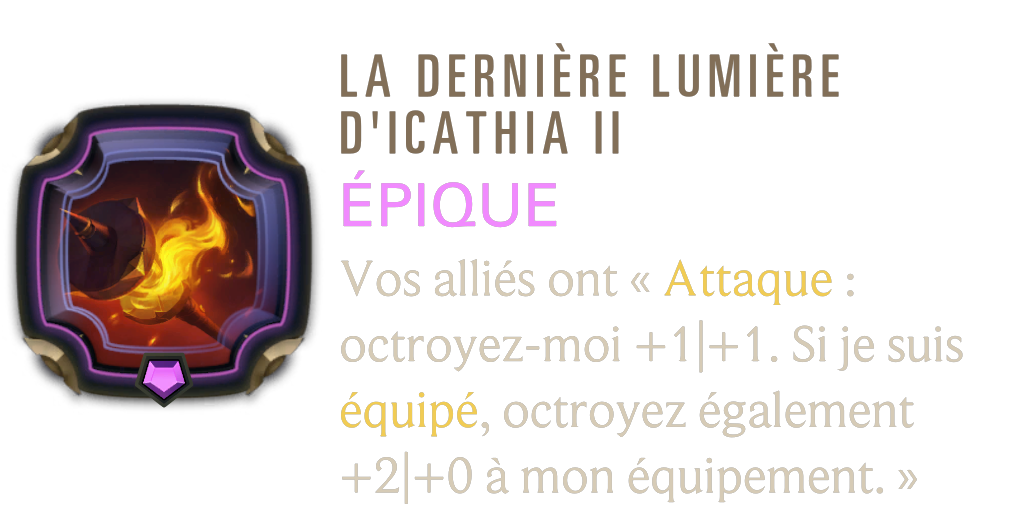 LA DERNIÈRE LUMIÈRE
D'ICATHIA II
ÉPIQUE
Vos alliés ont « Attaque :
octroyez-moi +1|+1. Si je suis
équipé, octroyez également
+2|+0 à mon équipement. »